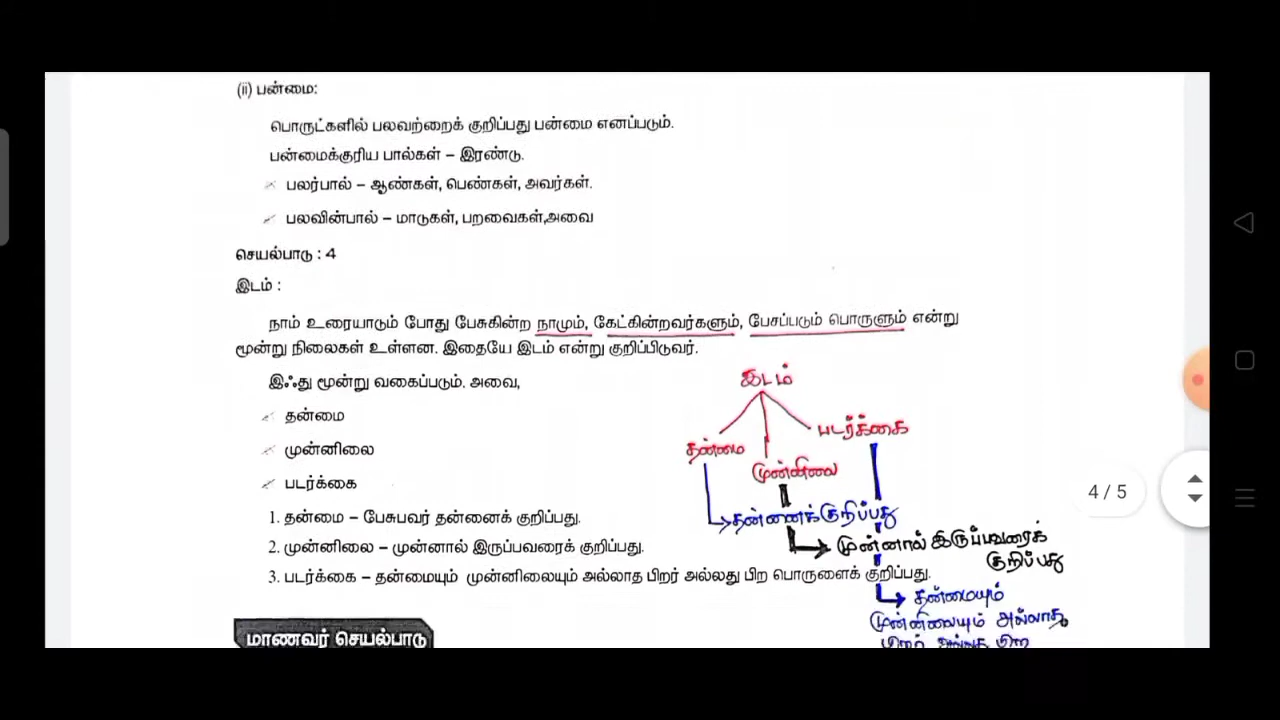 (ii) பன்மை:
பொருட்களில் பலவற்றைக் குறிப்பது பன்மை எனப்படும்.
பன்மைக்குரிய பால்கள் – இரண்டு.
பலர்பால் – ஆண்கள், பெண்கள், அவர்கள்.
பலவின்பால் – மாடுகள், பறவைகள்,அவை
செயல்பாடு : 4
இடம் :
நாம் உரையாடும் போது பேசுகின்ற நாமும், கேட்கின்றவர்களும், பேசப்படும் பொருளும் என்று
மூன்று நிலைகள் உள்ளன. இதையே இடம் என்று குறிப்பிடுவர்.
இஃது மூன்று வகைப்படும். அவை,
தன்மை
முன்னிலை
படர்க்கை
1. தன்மை – பேசுபவர் தன்னைக் குறிப்பது.
2. முன்னிலை – முன்னால் இருப்பவரைக் குறிப்பது.
3. படர்க்கை – தன்மையும் முன்னிலையும் அல்லாத பிறர் அல்லது பிற பொருளைக் குறிப்பது.
மாணவர் செயல்பாடு
இடம்
தன்மை
முன்னிலை
படர்க்கை
தன்னைக்குறிப்பது
முன்னால் இருப்பவரைக்
குறிப்பது
தன்மையும்
முன்னிலையும் அல்லாத
பிறர் அல்லது பிற
4 / 5